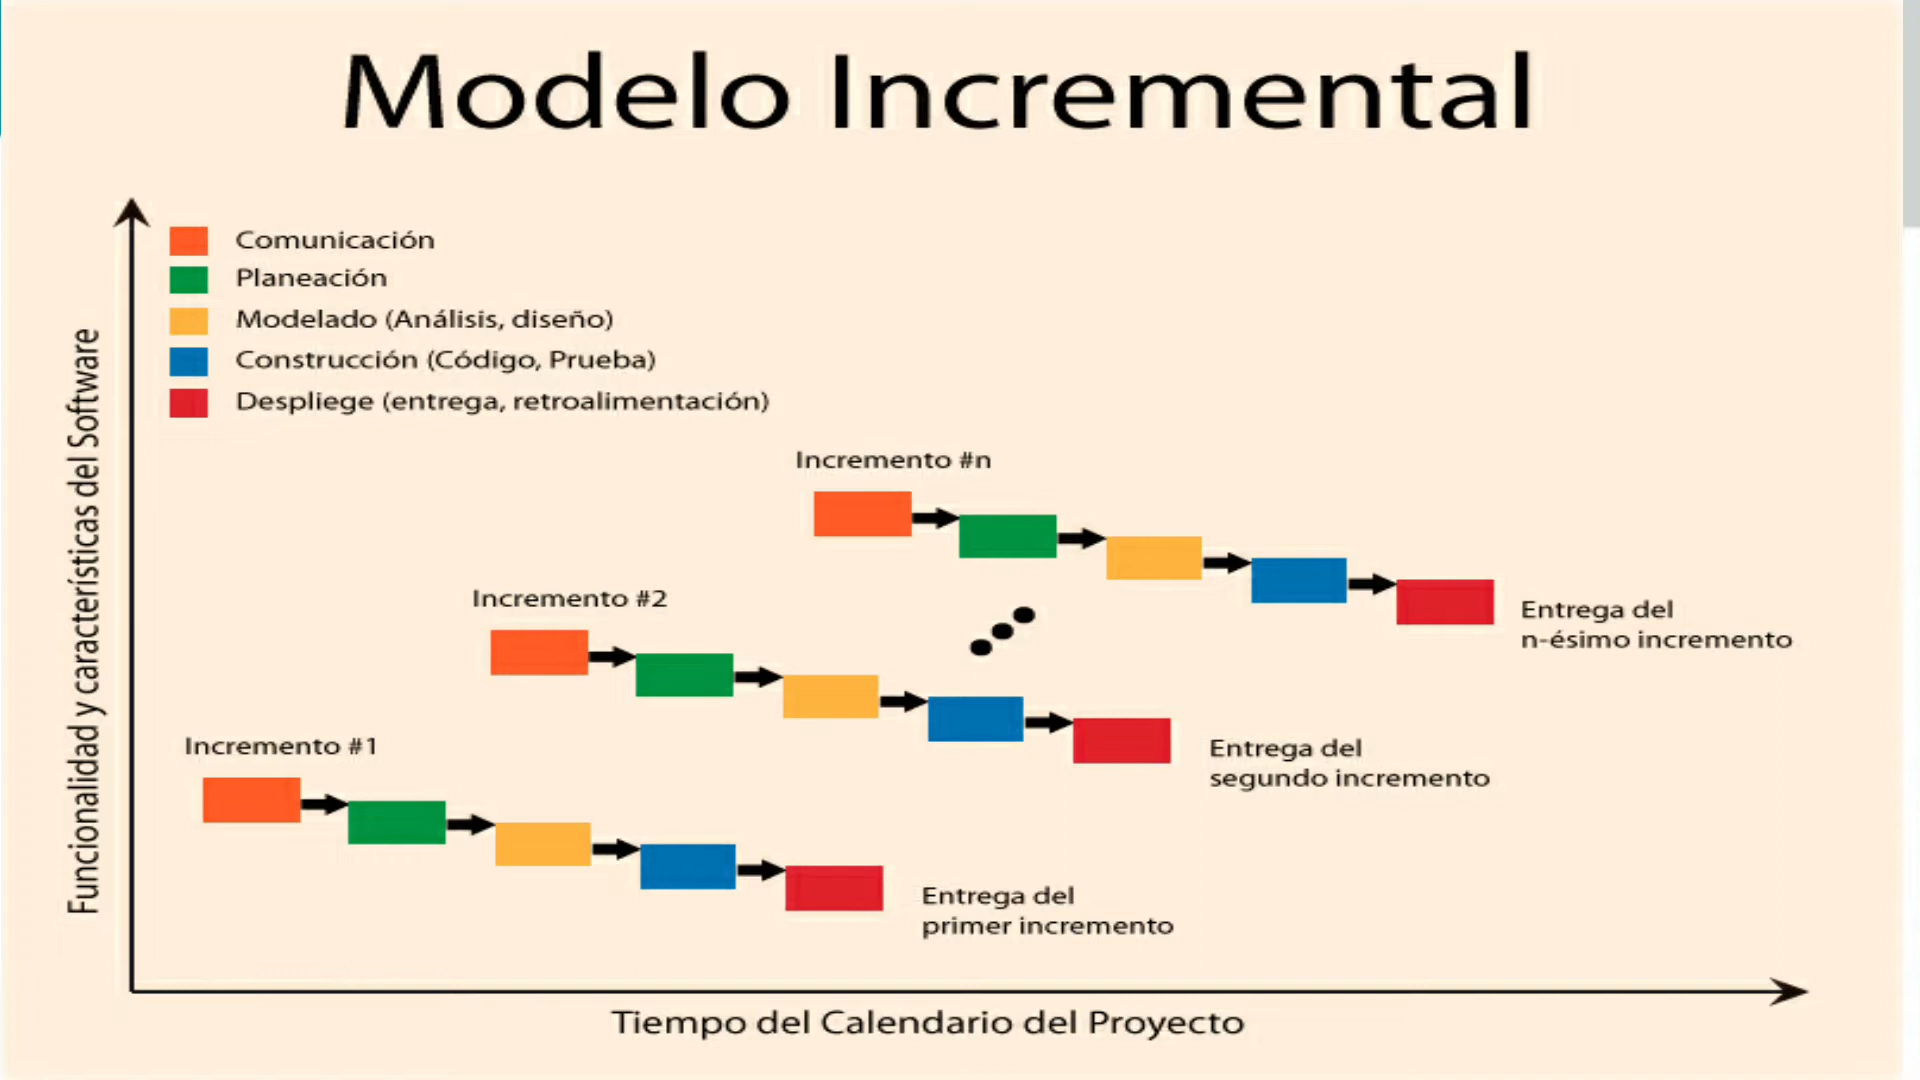 Modelo Incremental
Comunicación
Planeación
Modelado (Análisis, diseño)
Construcción (Código, Prueba)
Despliege (entrega, retroalimentación)
Funcionalidad y características del Software
Incremento #n
Entrega del
n-ésimo incremento
Incremento #2
Entrega del
segundo incremento
Incremento #1
Entrega del
primer incremento
Tiempo del Calendario del Proyecto